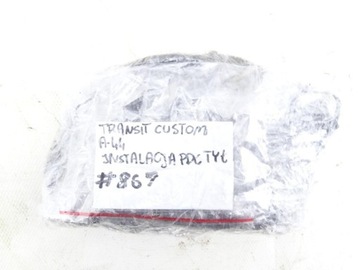 TRANSIT CUSTOM
A-44
INSTALACJA PDC TYŁ
#867